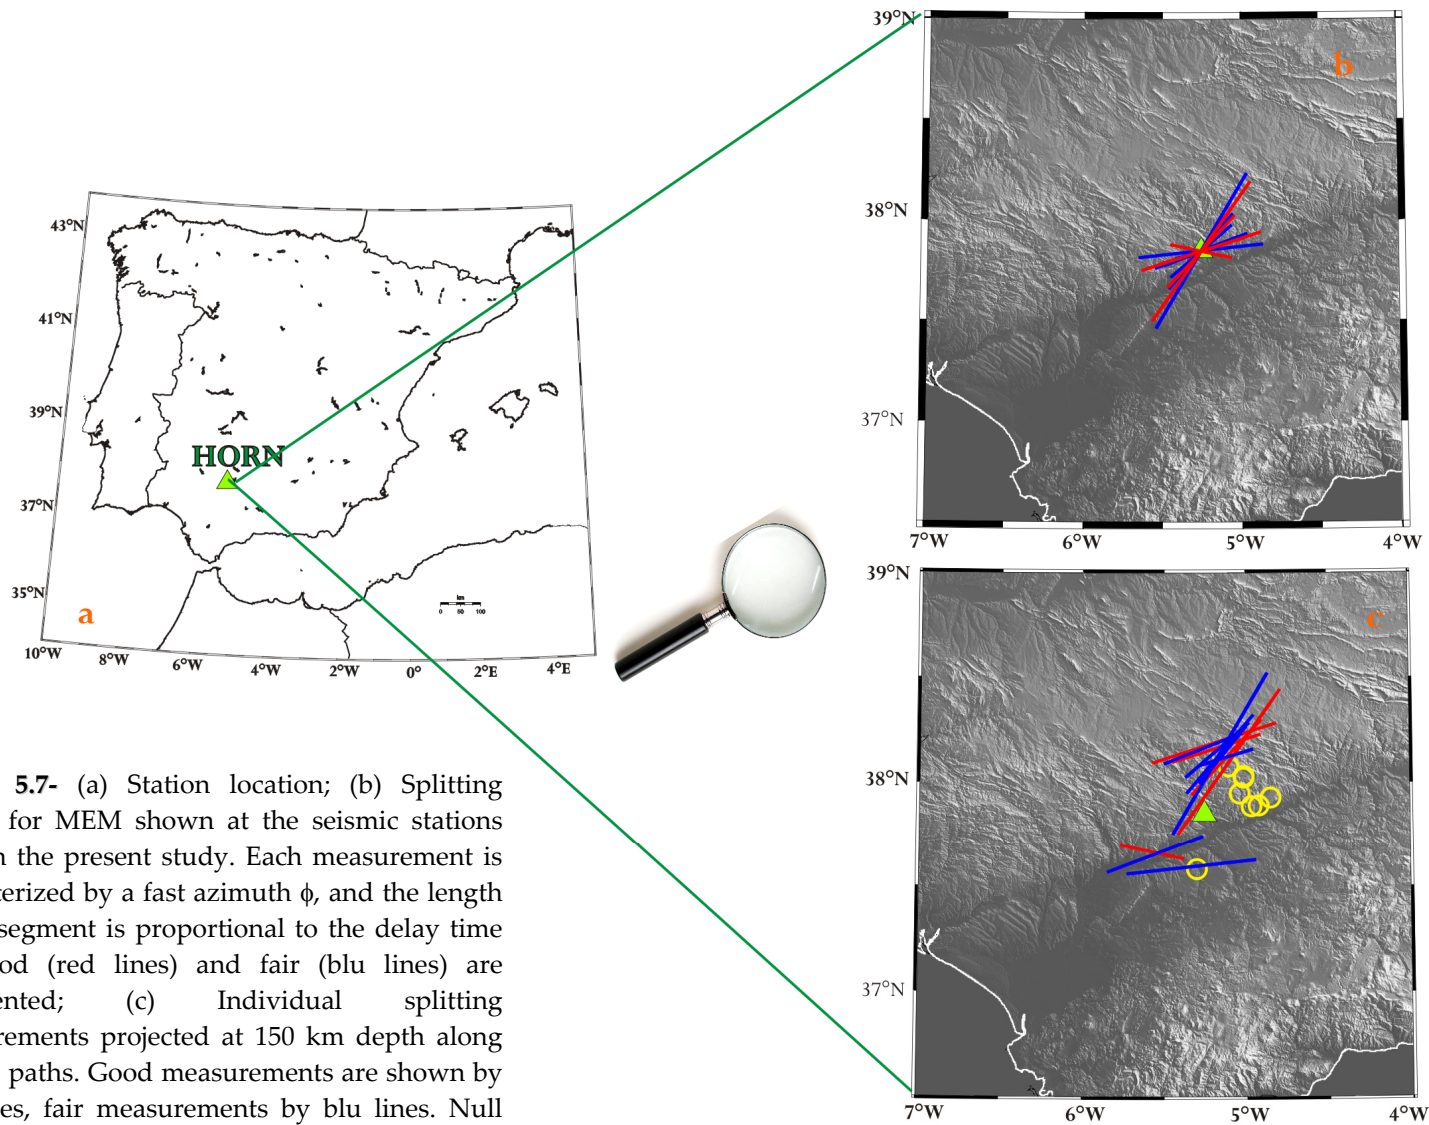 39°N
b
38°N
37°N
7°W 6°W 5°W 4°W
43°N
41°N
39°N
HORN
37°N
35°N
a
km
0 50 100
10°W 8°W 6°W 4°W 2°W 0° 2°E 4°E
39°N
c
38°N
37°N
7°W 6°W 5°W 4°W
5.7- (a) Station location; (b) Splitting
for MEM shown at the seismic stations
n the present study. Each measurement is
terized by a fast azimuth ϕ, and the length
segment is proportional to the delay time
od (red lines) and fair (blu lines) are
ented; (c) Individual splitting
rements projected at 150 km depth along
paths. Good measurements are shown by
es, fair measurements by blu lines. Null